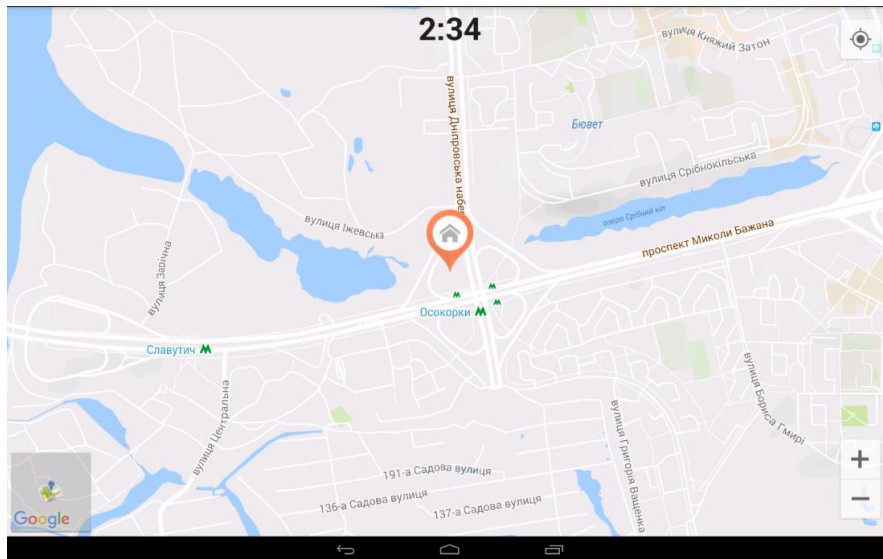 2:34
вулиця Княжий Затон
вулиця Дніпровська набе
Бювет
вулиця Срібнокільська
озеро Срібний кіл
вулиця Їжевська
проспект Миколи Бажана
вулиця Зарічна
Осокорки
Славутич
вулиця Центральна
вулиця Бориса Гмирі
вулиця Григорія Ващенка
191-а Садова вулиця
136-а Садова вулиця
137-а Садова вулиця
Google